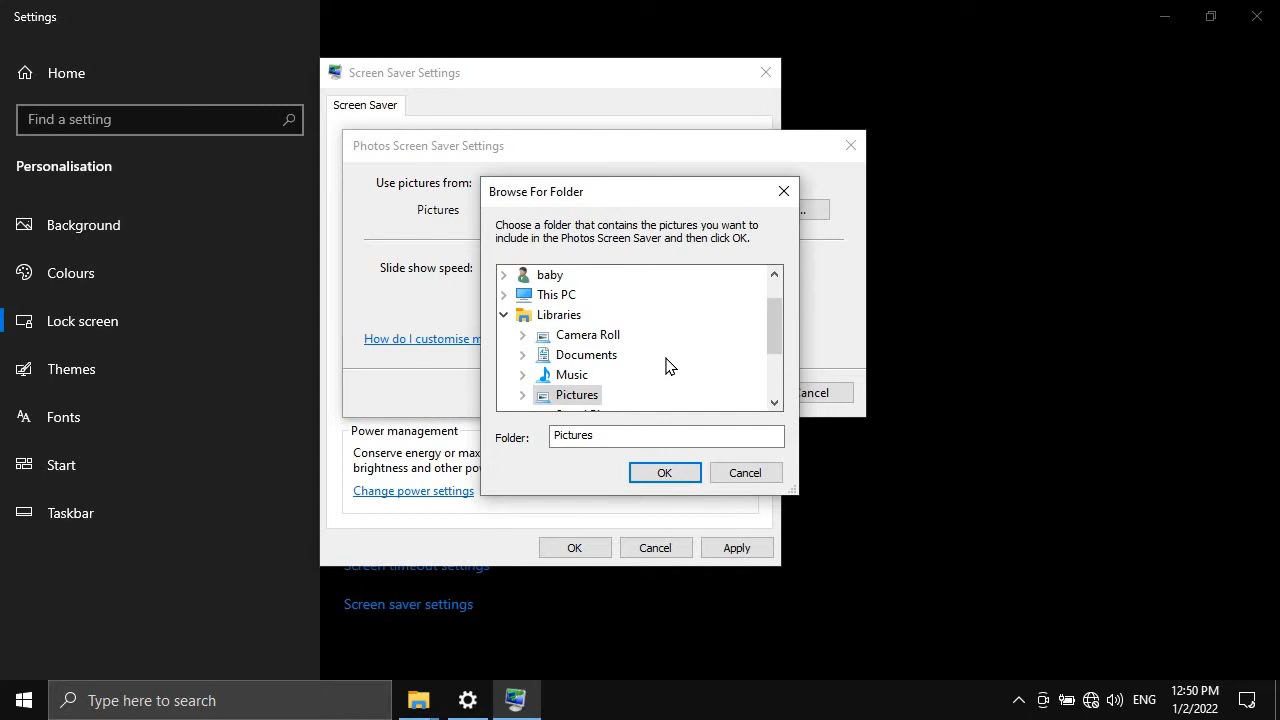 Settings
Home
Find a setting
Personalisation
Background
Colours
Lock screen
Themes
Fonts
Start
Taskbar
Screen Saver Settings
Screen Saver
Photos Screen Saver Settings
Use pictures from:
Pictures
...
Slide show speed:
How do I customise m
Cancel
Browse For Folder
Choose a folder that contains the pictures you want to
include in the Photos Screen Saver and then click OK.
baby
This PC
Libraries
Camera Roll
Documents
Music
Pictures
Folder:
Pictures
OK
Cancel
Power management
Conserve energy or max
brightness and other po
Change power settings
OK
Cancel
Apply
Screen timeout settings
Screen saver settings
Type here to search
ENG
12:50 PM
1/2/2022